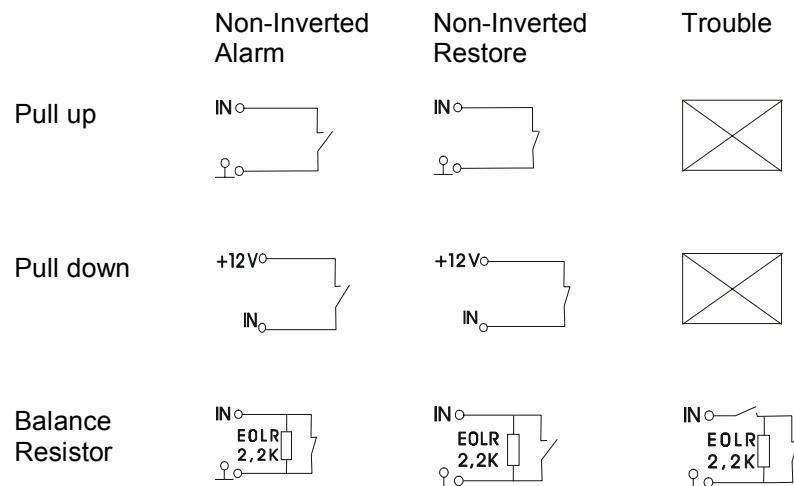 Non-Inverted Non-Inverted Trouble
Alarm Restore
Pull up
IN IN
Pull down
+12V +12V
IN IN
Balance
Resistor
IN IN IN
EOLR EOLR EOLR
2,2K 2,2K 2,2K